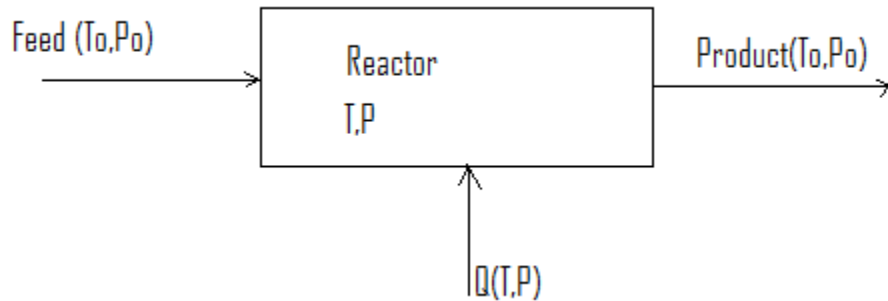 Feed (To,Po)
Reactor
T,P
Product(To,Po)
Q(T,P)